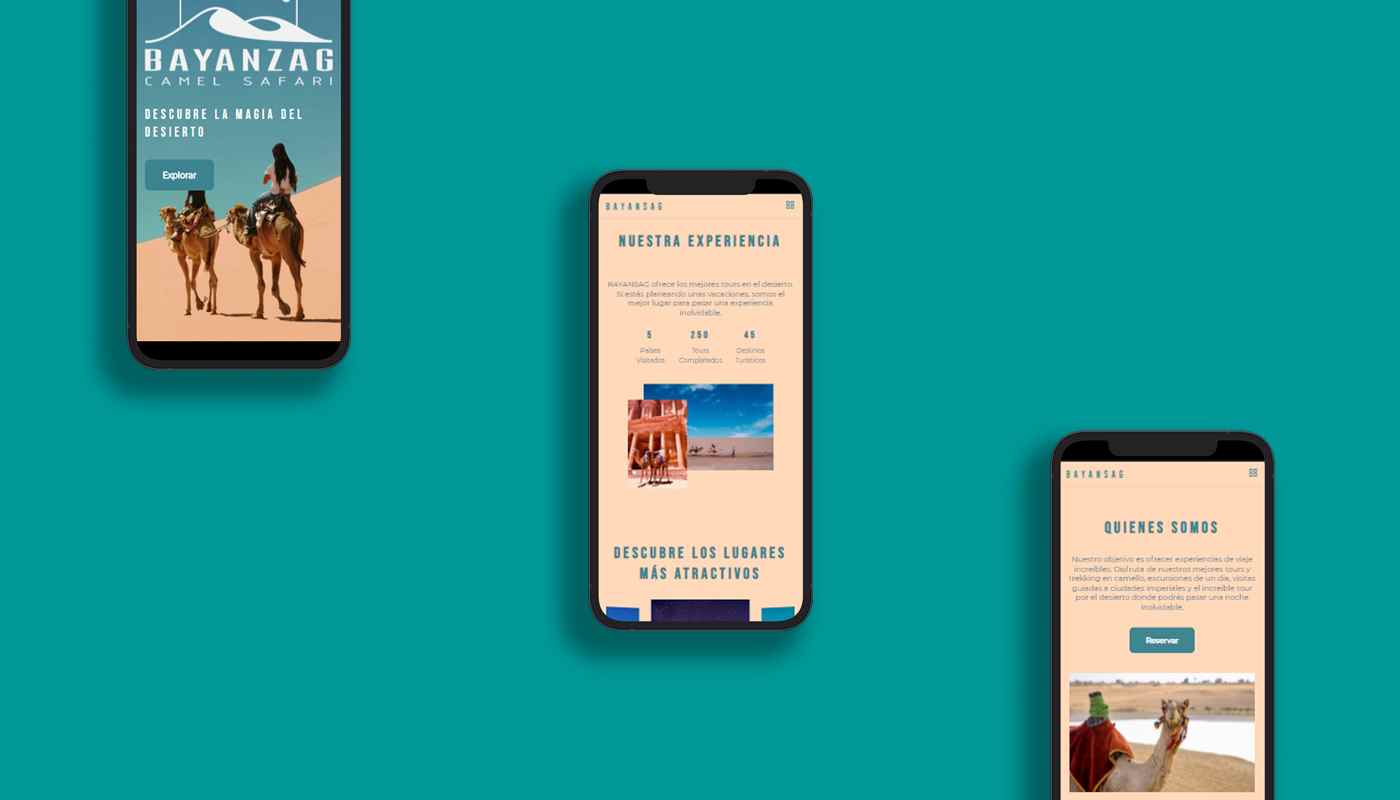 BAYANZAG
CAMEL SAFARI
DESCUBRE LA MAGIA DEL
DESIERTO
Explorar
BAYANSAG
NUESTRA EXPERIENCIA
BAYANSAG ofrece los mejores tours en el desierto.
Si estás planeando unas vacaciones, somos el
mejor lugar para pasar una experiencia
inolvidable.
5 250 45
Países Tours Destinos
Visitados Completados Turísticos
DESCUBRE LOS LUGARES
MÁS ATRACTIVOS
BAYANSAG
QUIENES SOMOS
Nuestro objetivo es ofrecer experiencias de viaje
increíbles. Disfruta de nuestros mejores tours y
trekking en camello, excursiones de un día, visitas
guiadas a ciudades imperiales y el increíble tour
por el desierto donde podrás pasar una noche
inolvidable.
Reservar